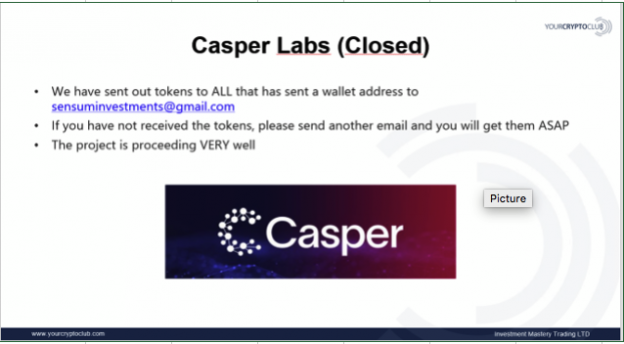 YOURCRYPTOCLUB
Casper Labs (Closed)
• We have sent out tokens to ALL that has sent a wallet address to
sensuminvestments@gmail.com
• If you have not received the tokens, please send another email and you will get them ASAP
• The project is proceeding VERY well
Casper
Picture
www.yourcryptoclub.com
Investment Mastery Trading LTD